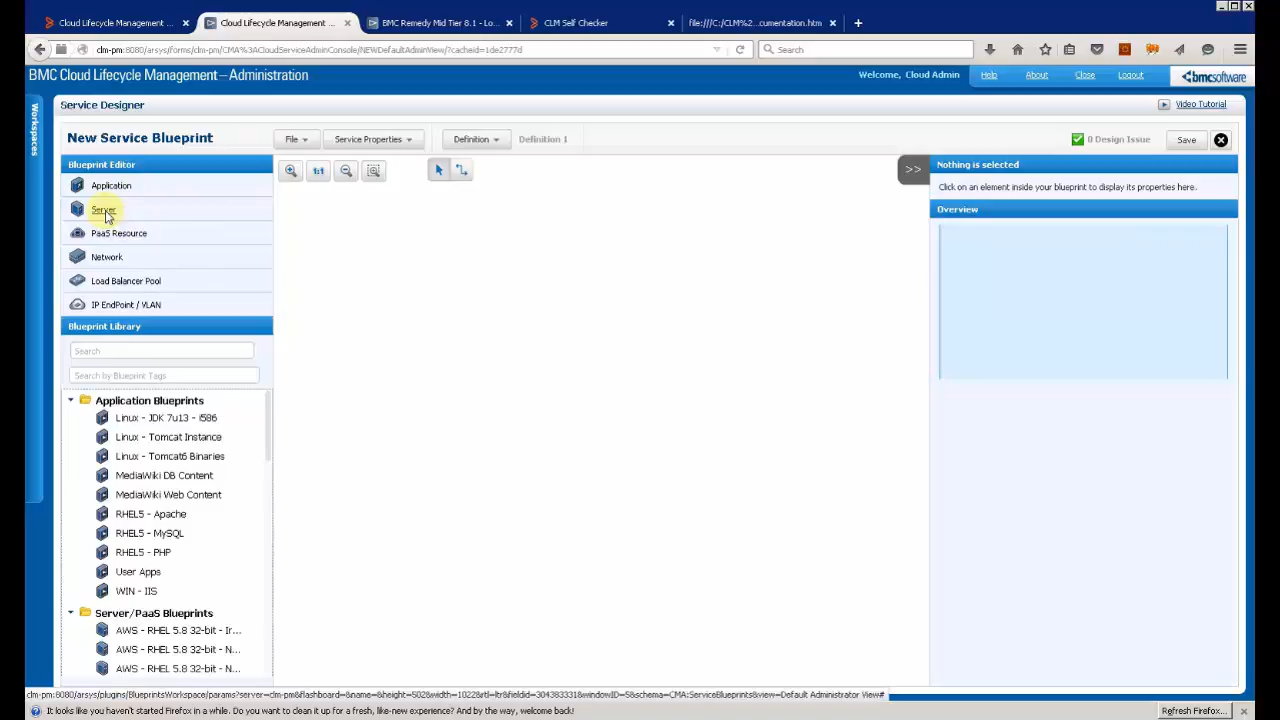 Cloud Lifecycle Management ...
Cloud Lifecycle Management ...
BMC Remedy Mid Tier 8.1 - Lo...
CLM Self Checker
file:///C:/CLM%2...cumentation.htm
clm-pm:8080/arsys/forms/clm-pm/CMA%3ACloudServiceAdminConsole/NEWDefaultAdminView/?cacheid=1de2777d
Search
BMC Cloud Lifecycle Management – Administration
Welcome, Cloud Admin
Help
About
Close
Logout
bmcsoftware
Workspaces
Service Designer
Video Tutorial
New Service Blueprint
File
Service Properties
Definition
Definition 1
0 Design Issue
Save
Blueprint Editor
Application
Server
PaaS Resource
Network
Load Balancer Pool
IP EndPoint / VLAN
1:1
>>
Nothing is selected
Click on an element inside your blueprint to display its properties here.
Overview
Blueprint Library
Search
Search by Blueprint Tags
Application Blueprints
Linux - JDK 7u13 - i586
Linux - Tomcat Instance
Linux - Tomcat6 Binaries
MediaWiki DB Content
MediaWiki Web Content
RHEL5 - Apache
RHEL5 - MySQL
RHEL5 - PHP
User Apps
WIN - IIS
Server/PaaS Blueprints
AWS - RHEL 5.8 32-bit - Ir...
AWS - RHEL 5.8 32-bit - N...
AWS - RHEL 5.8 32-bit - N...
clm-pm:8080/arsys/plugins/BlueprintsWorkspace/params?server=clm-pm&flashboard=&name=&height=502&width=1022&rtl=ltr&fieldid=304383331&windowID=S&schema=CMA:ServiceBlueprints&view=Default Administrator View#
It looks like you haven't started Firefox in a while. Do you want to clean it up for a fresh, like-new experience? And by the way, welcome back!
Refresh Firefox...